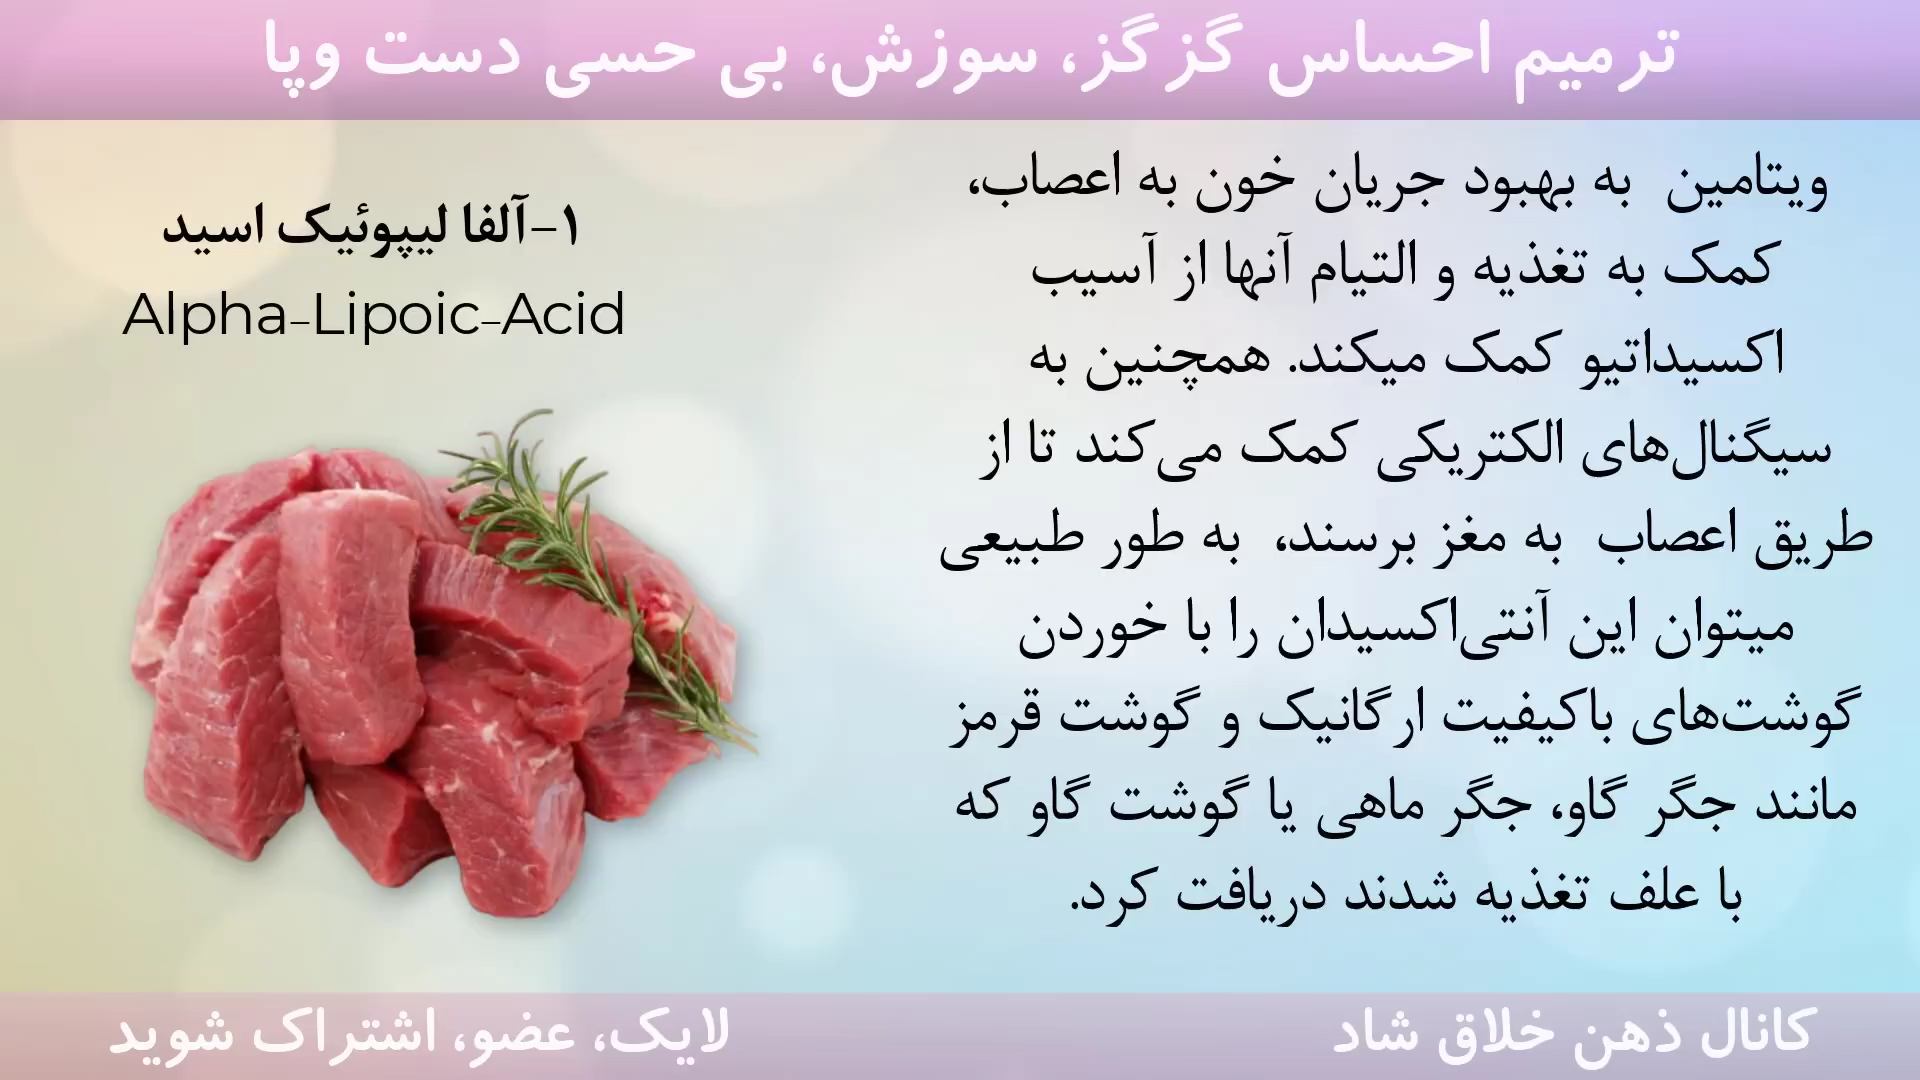 ترمیم احساس گزگز، سوزش، بی حسی دست وپا
۱-آلفا لیپوئیک اسید
Alpha-Lipoic-Acid
ویتامین به بهبود جریان خون به اعصاب،
کمک به تغذیه و التیام آنها از آسیب
اکسیداتیو کمک میکند. همچنین به
سیگنال‌های الکتریکی کمک می‌کند تا از
طریق اعصاب به مغز برسند، به طور طبیعی
میتوان این آنتی‌اکسیدان را با خوردن
گوشت‌های باکیفیت ارگانیک و گوشت قرمز
مانند جگر گاو، جگر ماهی یا گوشت گاو که
با علف تغذیه شدند دریافت کرد.
کانال ذهن خلاق شاد
لایک، عضو، اشتراک شوید